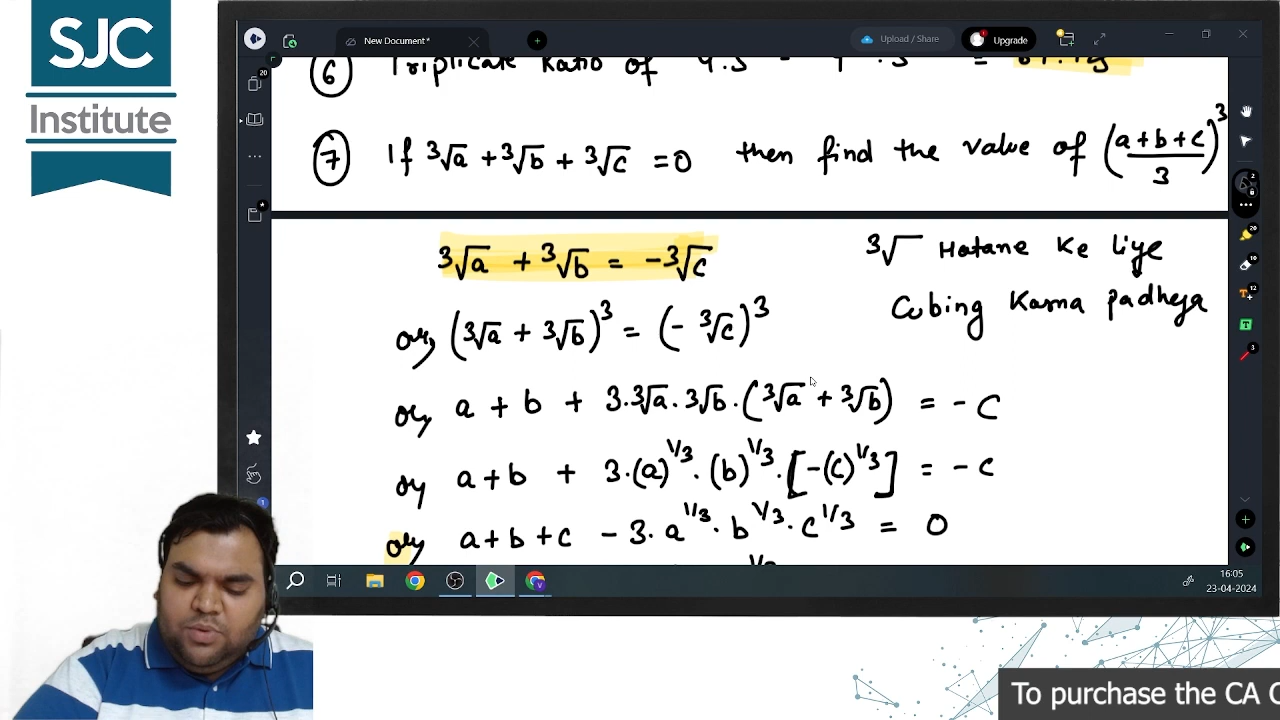 SJC
Institute
New Document*
Upload / Share
Upgrade
20
6 Triplicate Ratio of
7 If ³√a + ³√b + ³√c = 0 then find the value of ((a+b+c)/3)³
³√a + ³√b = -³√c
³√ Hatane Ke liye
Cubing Karna padhega
or, (³√a + ³√b)³ = (- ³√c)³
or, a + b + 3.³√a.³√b.(³√a + ³√b) = -c
or a+b + 3.(a)^1/3.(b)^1/3.[-(c)^1/3] = -c
or a+b+c - 3.a^1/3.b^1/3.c^1/3 = 0
16:05
23-04-2024
To purchase the CA